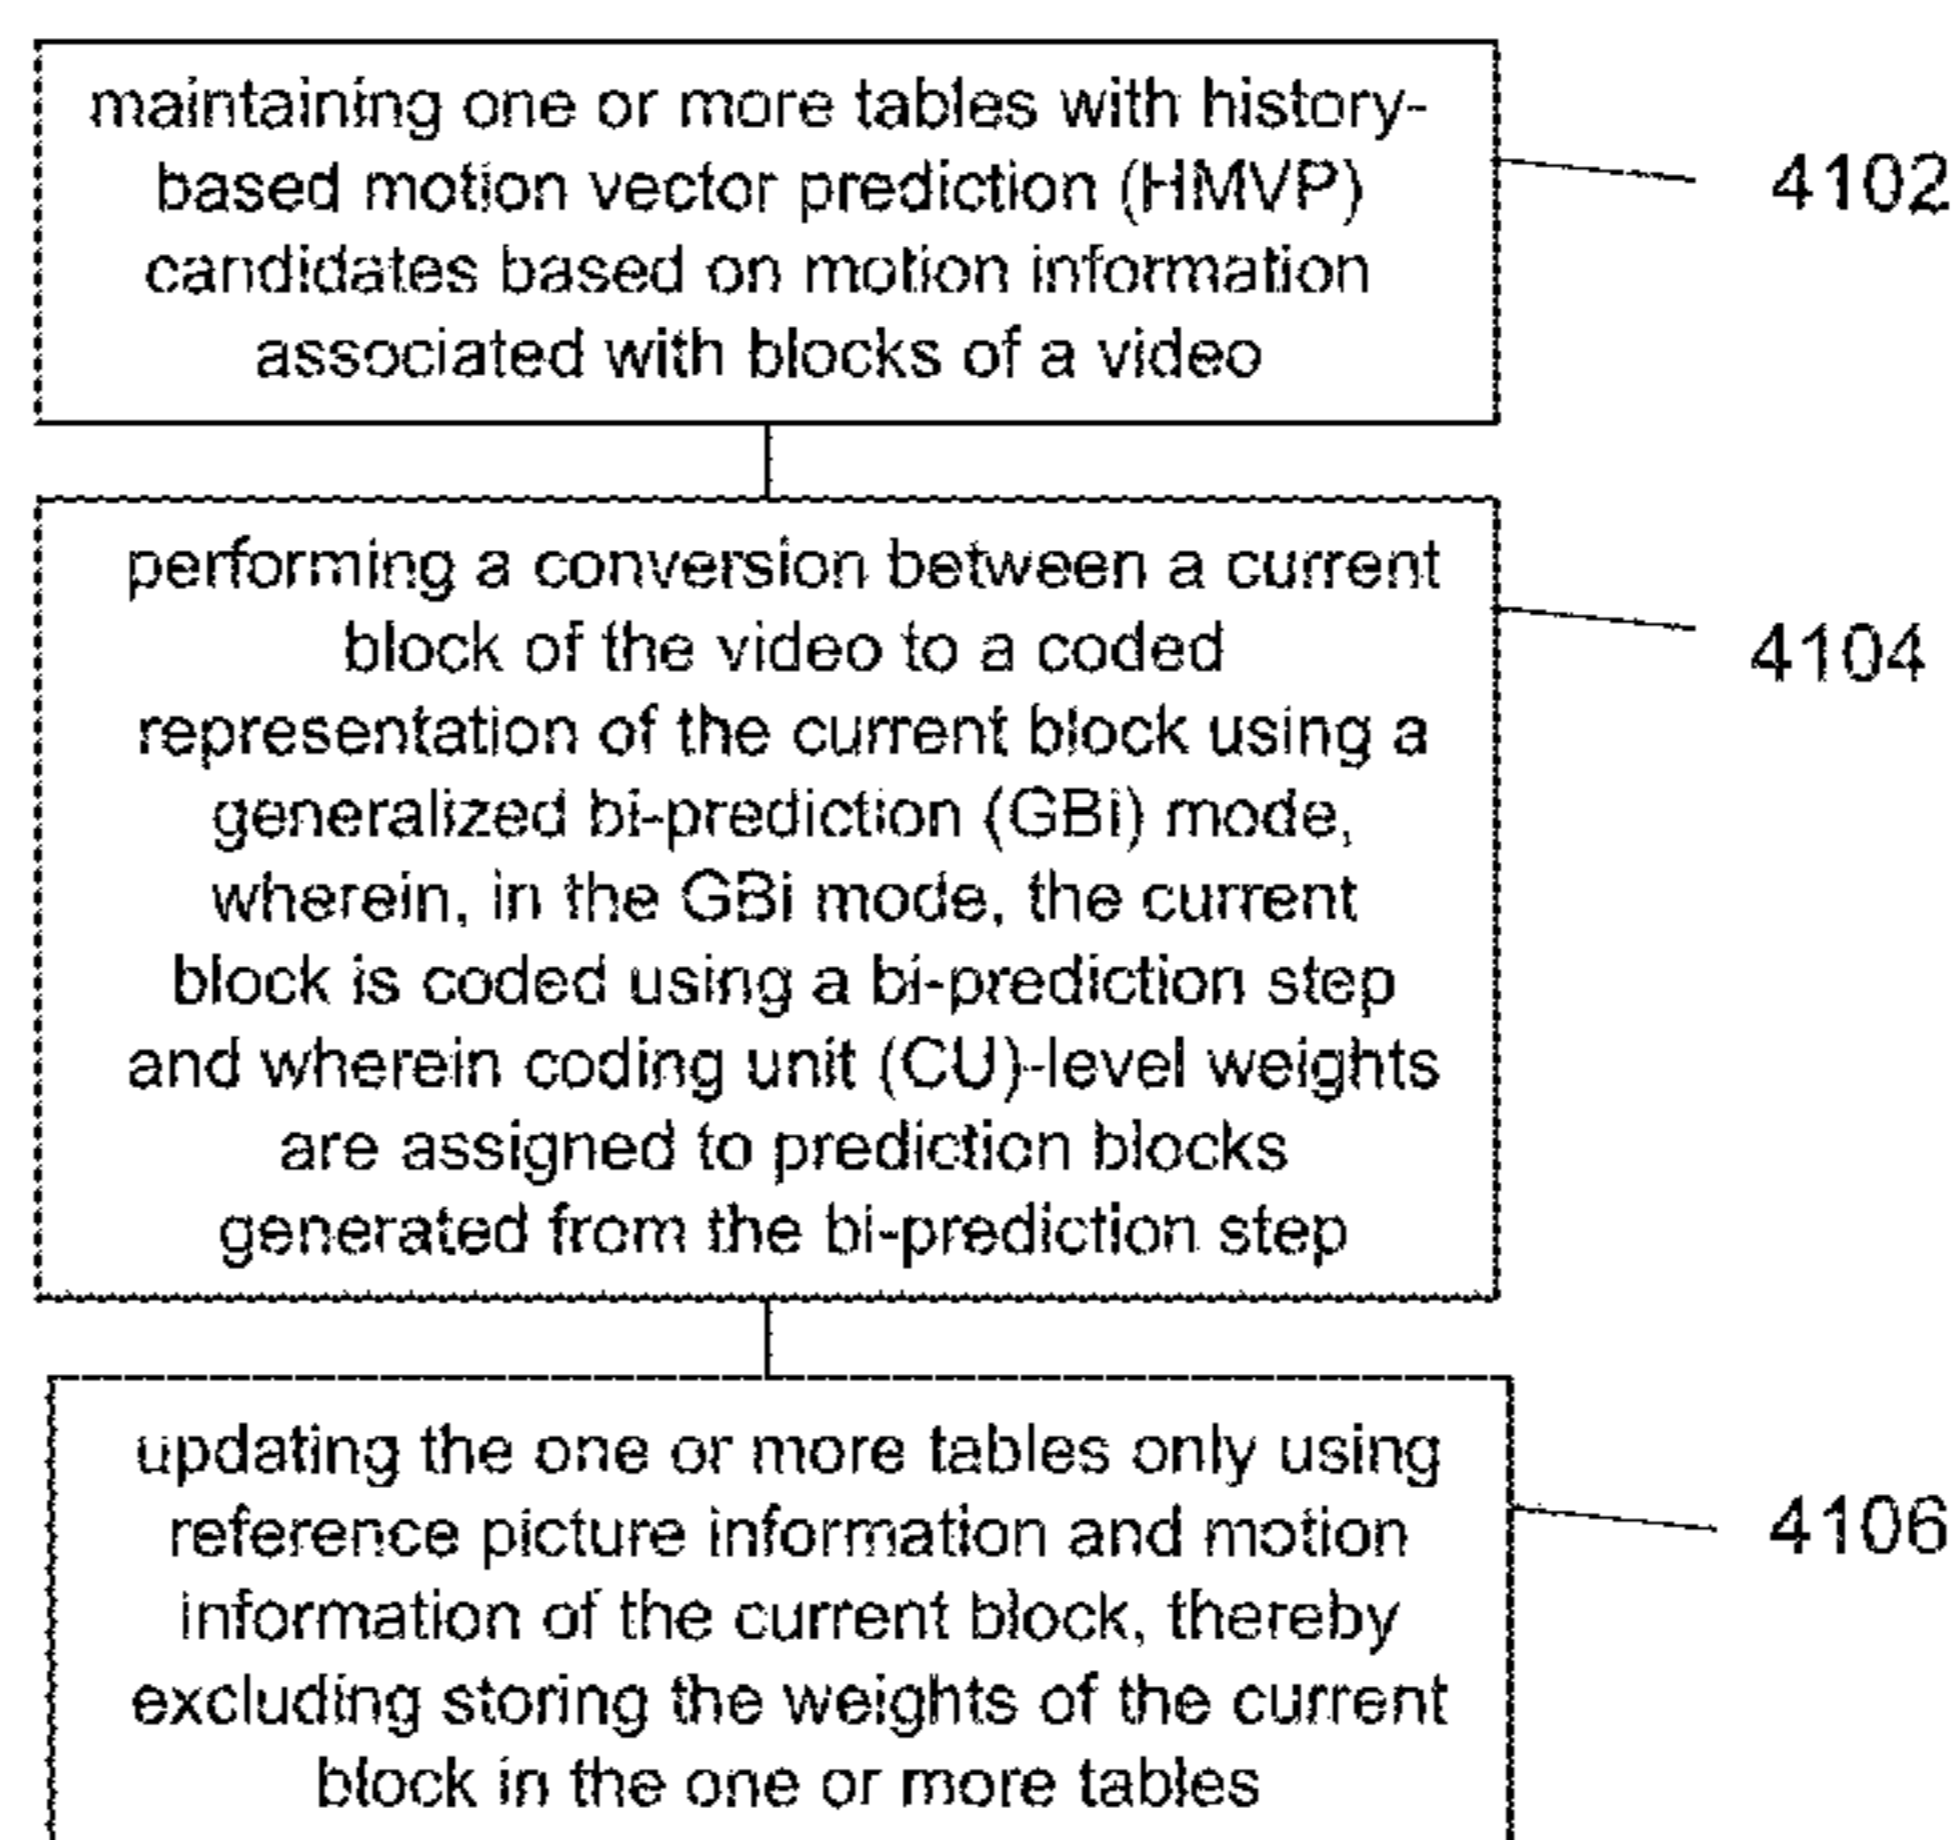 maintaining one or more tables with history-
based motion vector prediction (HMVP)
candidates based on motion information
associated with blocks of a video
4102
performing a conversion between a current
block of the video to a coded
representation of the current block using a
generalized bi-prediction (GBi) mode,
wherein, in the GBi mode, the current
block is coded using a bi-prediction step
and wherein coding unit (CU)-level weights
are assigned to prediction blocks
generated from the bi-prediction step
4104
updating the one or more tables only using
reference picture information and motion
information of the current block, thereby
excluding storing the weights of the current
block in the one or more tables
4106